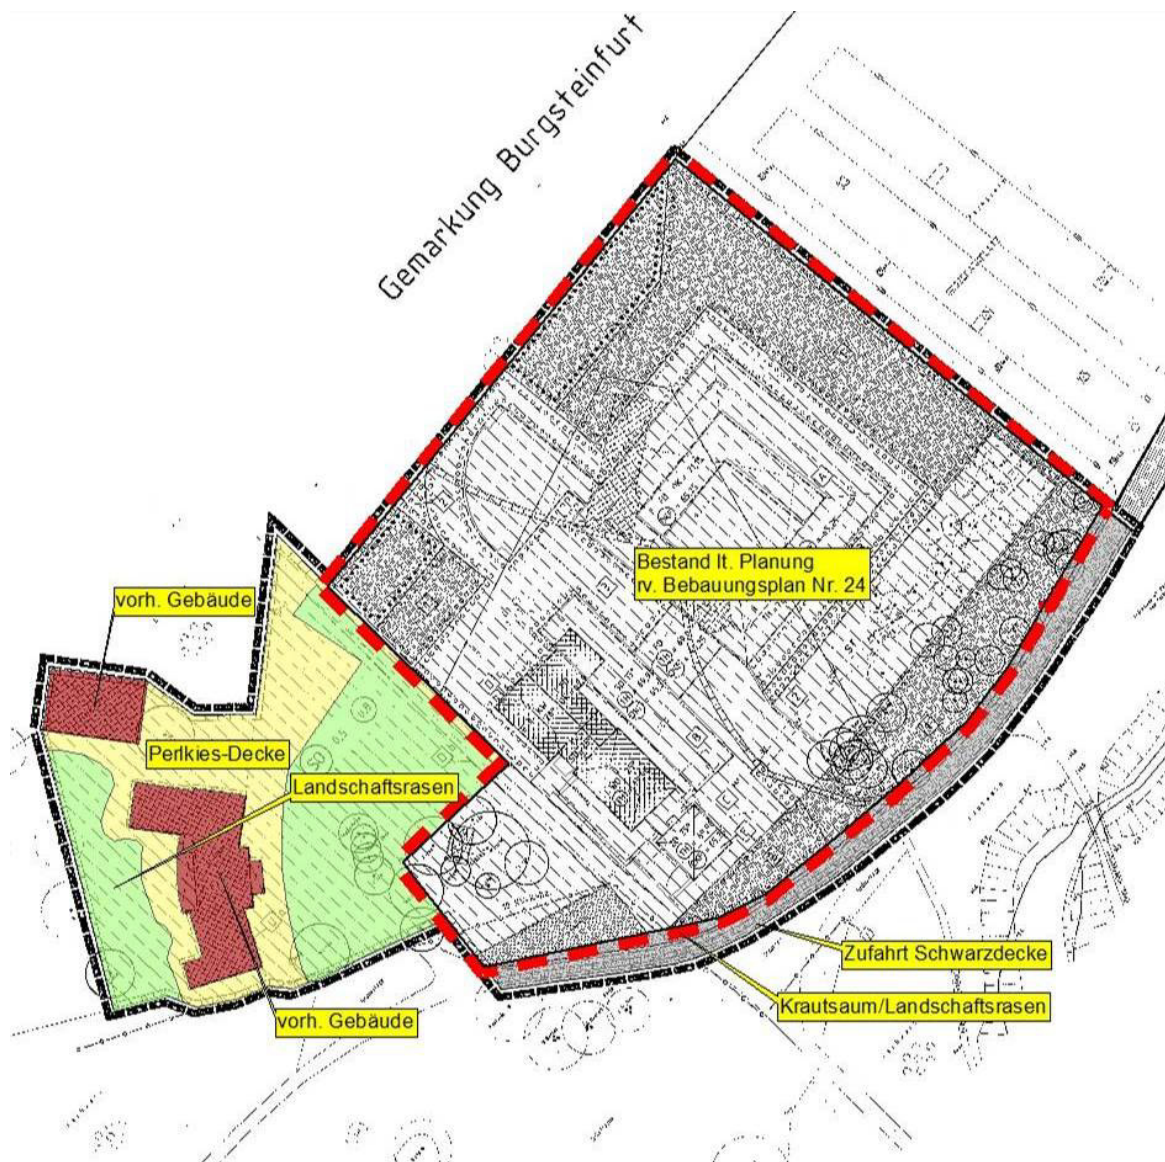 Gemarkung Burgsteinfurt
Bestand lt. Planung
rv. Bebauungsplan Nr. 24
vorh. Gebäude
Perlkies-Decke
Landschaftsrasen
Zufahrt Schwarzdecke
Krautsaum/Landschaftsrasen
vorh. Gebäude